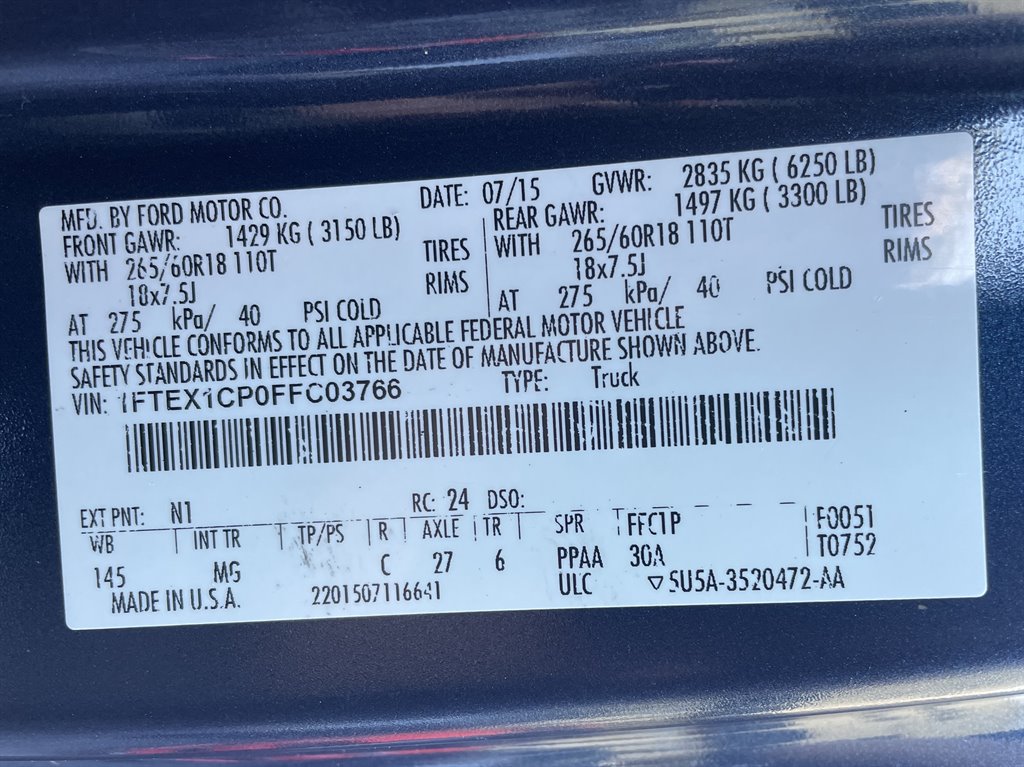 MFD. BY FORD MOTOR CO. DATE: 07/15 GVWR: 2835 KG ( 6250 LB)
FRONT GAWR: 1429 KG ( 3150 LB) REAR GAWR: 1497 KG ( 3300 LB)
WITH 265/60R18 110T TIRES WITH 265/60R18 110T TIRES
18x7.5J RIMS 18x7.5J RIMS
AT 275 kPa/ 40 PSI COLD AT 275 kPa/ 40 PSI COLD
THIS VEHICLE CONFORMS TO ALL APPLICABLE FEDERAL MOTOR VEHICLE
SAFETY STANDARDS IN EFFECT ON THE DATE OF MANUFACTURE SHOWN ABOVE.
VIN: 1FTEX1CP0FFC03766 TYPE: Truck
EXT PNT: N1 RC: 24 DSO:
WB INT TR TP/PS R AXLE TR SPR FFC1P F0051
145 MG C 27 6 PPAA 30A T0752
MADE IN U.S.A. 2201507116641 ULC ▽5U5A-3520472-AA